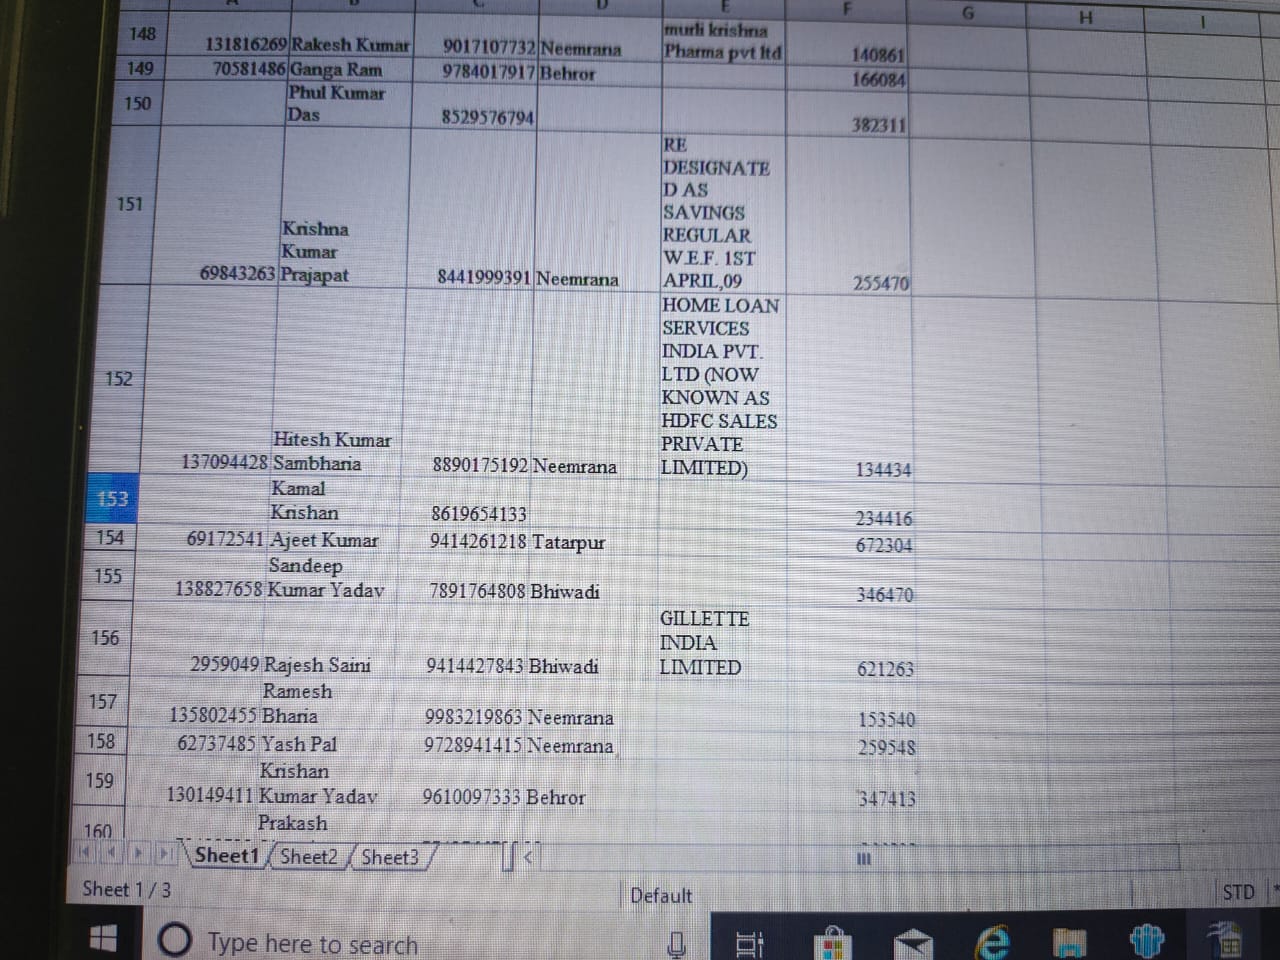 A B C D E F G H I
148 131816269 Rakesh Kumar 9017107732 Neemrana murli krishna Pharma pvt ltd 140861
149 70581486 Ganga Ram 9784017917 Behror 166084
150 Phul Kumar Das 8529576794 382311
151 69843263 Krishna Kumar Prajapat 8441999391 Neemrana RE DESIGNATE D AS SAVINGS REGULAR W.E.F. 1ST APRIL,09 255470
152 137094428 Hitesh Kumar Sambharia 8890175192 Neemrana HOME LOAN SERVICES INDIA PVT. LTD (NOW KNOWN AS HDFC SALES PRIVATE LIMITED) 134434
153 Kamal Krishan 8619654133 234416
154 69172541 Ajeet Kumar 9414261218 Tatarpur 672304
155 138827658 Sandeep Kumar Yadav 7891764808 Bhiwadi 346470
156 2959049 Rajesh Saini 9414427843 Bhiwadi GILLETTE INDIA LIMITED 621263
157 135802455 Ramesh Bharia 9983219863 Neemrana 153540
158 62737485 Yash Pal 9728941415 Neemrana 259548
159 130149411 Krishan Kumar Yadav 9610097333 Behror 347413
160 Prakash
Sheet1 Sheet2 Sheet3
Sheet 1 / 3 Default STD *
Type here to search